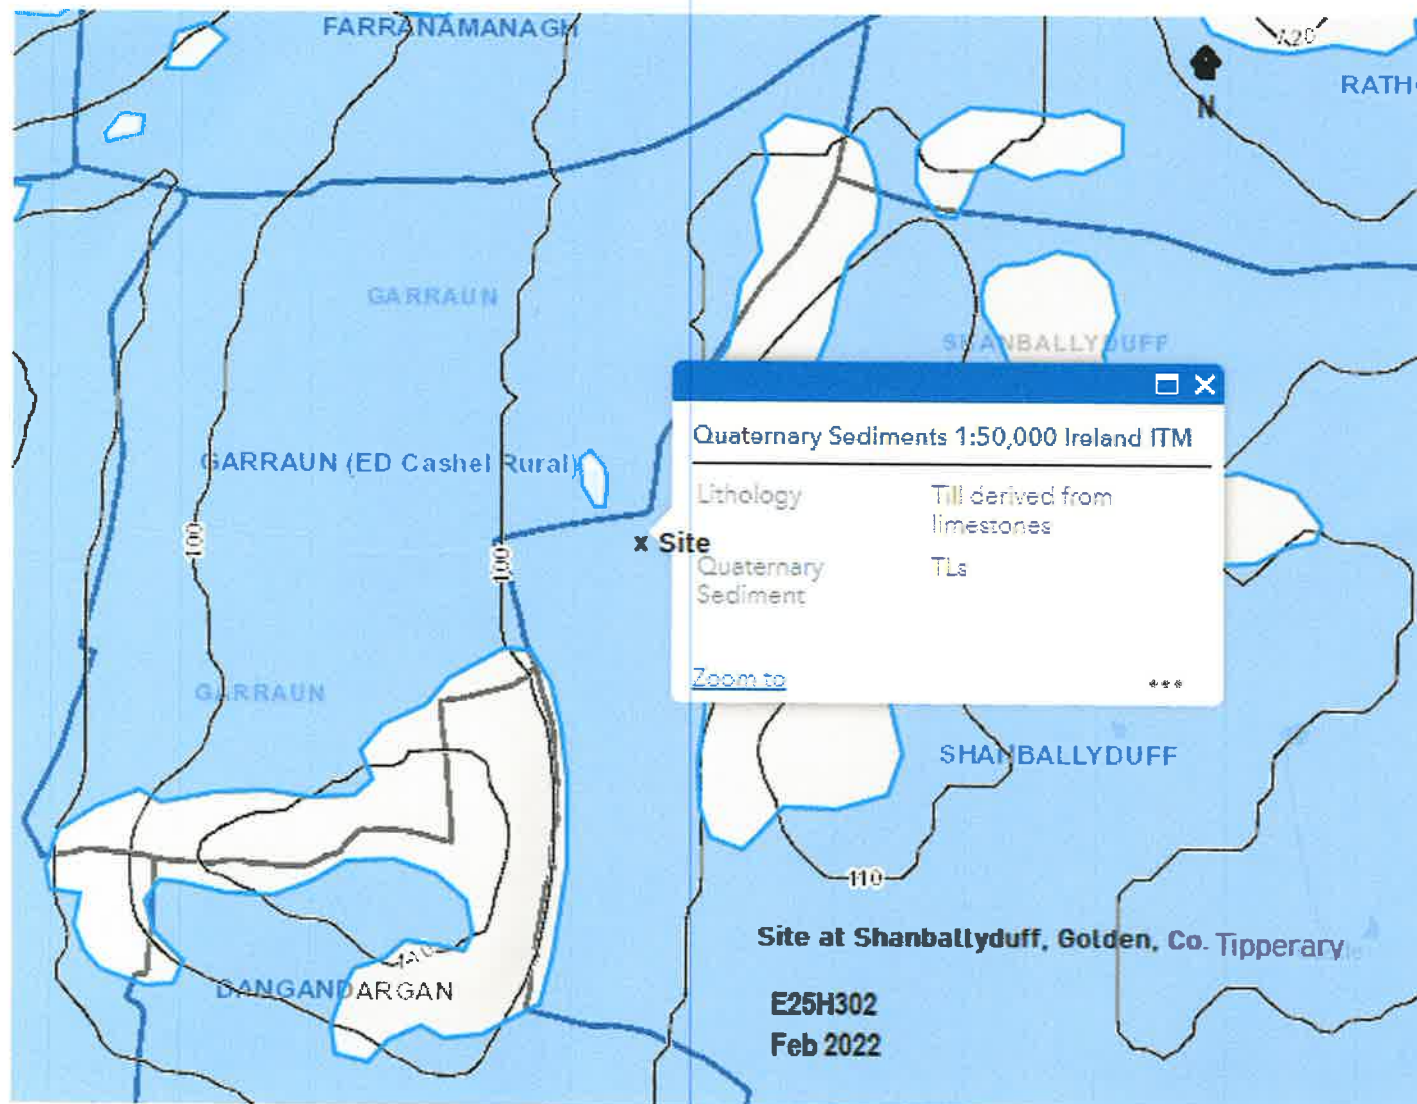 FARRANAMANAGH
420
N
GARRAUN
SHANBALLYDUFF
Quaternary Sediments 1:50,000 Ireland ITM
GARRAUN (ED Cashel Rural)
Lithology
Till derived from
limestones
100
100
x Site
Quaternary
Sediment
TLs
Zoom to
GARRAUN
SHANBALLYDUFF
110
Site at Shanballyduff, Golden, Co. Tipperary
DANGANDARGAN
E25H302
Feb 2022